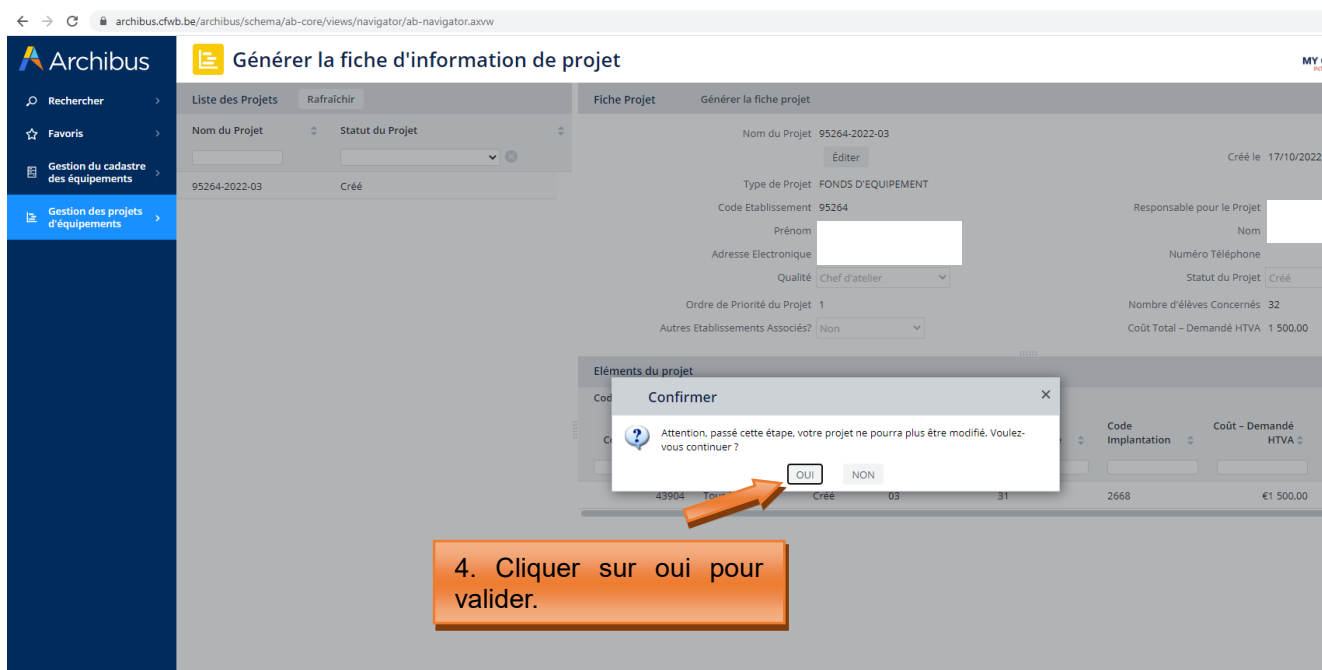 archibus.cfwb.be/archibus/schema/ab-core/views/navigator/ab-navigator.axvw
Archibus
Générer la fiche d'information de projet
MY
Rechercher
Favoris
Gestion du cadastre
des équipements
Gestion des projets
d'équipements
Liste des Projets Rafraîchir
Nom du Projet Statut du Projet
95264-2022-03 Créé
Fiche Projet Générer la fiche projet
Nom du Projet 95264-2022-03
Éditer
Créé le 17/10/2022
Type de Projet FONDS D'EQUIPEMENT
Code Etablissement 95264 Responsable pour le Projet
Prénom Nom
Adresse Electronique Numéro Téléphone
Qualité Chef d'atelier Statut du Projet Créé
Ordre de Priorité du Projet 1 Nombre d'élèves Concernés 32
Autres Etablissements Associés? Non Coût Total – Demandé HTVA 1 500,00
Eléments du projet
Cod
Confirmer
Attention, passé cette étape, votre projet ne pourra plus être modifié. Voulez-
vous continuer ?
OUI NON
Code
Implantation
Coût – Demandé
HTVA
43904 Créé 03 31 2668 €1 500.00
4. Cliquer sur oui pour
valider.